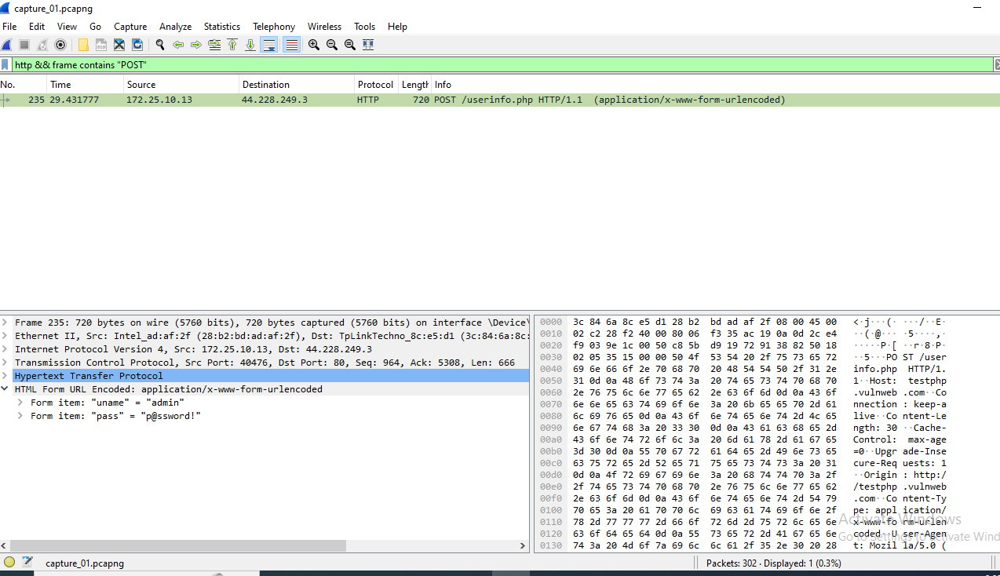 capture_01.pcapng
File Edit View Go Capture Analyze Statistics Telephony Wireless Tools Help
http && frame contains "POST"
No. Time Source Destination Protocol Length Info
235 29.431777 172.25.10.13 44.228.249.3 HTTP 720 POST /userinfo.php HTTP/1.1 (application/x-www-form-urlencoded)
Frame 235: 720 bytes on wire (5760 bits), 720 bytes captured (5760 bits) on interface \Device\
Ethernet II, Src: Intel_ad:af:2f (28:b2:bd:ad:af:2f), Dst: TpLinkTechno_8c:e5:d1 (3c:84:6a:8c:
Internet Protocol Version 4, Src: 172.25.10.13, Dst: 44.228.249.3
Transmission Control Protocol, Src Port: 40476, Dst Port: 80, Seq: 964, Ack: 5308, Len: 666
Hypertext Transfer Protocol
HTML Form URL Encoded: application/x-www-form-urlencoded
Form item: "uname" = "admin"
Form item: "pass" = "p@ssword!"
0000 3c 84 6a 8c e5 d1 28 b2 bd ad af 2f 08 00 45 00 <·j···(· ···/··E·
0010 02 c2 28 f2 40 00 80 06 f3 35 ac 19 0a 0d 2c e4 ··(·@··· ·5····,·
0020 f9 03 9e 1c 00 50 c8 5b d9 19 72 91 38 82 50 18 ·····P·[ ··r·8·P·
0030 02 05 35 15 00 00 50 4f 53 54 20 2f 75 73 65 72 ··5···PO ST /user
0040 69 6e 66 6f 2e 70 68 70 20 48 54 54 50 2f 31 2e info.php HTTP/1.
0050 31 0d 0a 48 6f 73 74 3a 20 74 65 73 74 70 68 70 1··Host: testphp
0060 2e 76 75 6c 6e 77 65 62 2e 63 6f 6d 0d 0a 43 6f .vulnweb .com··Co
0070 6e 6e 65 63 74 69 6f 6e 3a 20 6b 65 65 70 2d 61 nnection : keep-a
0080 6c 69 76 65 0d 0a 43 6f 6e 74 65 6e 74 2d 4c 65 live··Co ntent-Le
0090 6e 67 74 68 3a 20 33 30 0d 0a 43 61 63 68 65 2d ngth: 30 ··Cache-
00a0 43 6f 6e 74 72 6f 6c 3a 20 6d 61 78 2d 61 67 65 Control: max-age
00b0 3d 30 0d 0a 55 70 67 72 61 64 65 2d 49 6e 73 65 =0··Upgr ade-Inse
00c0 63 75 72 65 2d 52 65 71 75 65 73 74 73 3a 20 31 cure-Req uests: 1
00d0 0d 0a 4f 72 69 67 69 6e 3a 20 68 74 74 70 3a 2f ··Origin : http:/
00e0 2f 74 65 73 74 70 68 70 2e 76 75 6c 6e 77 65 62 /testphp .vulnweb
00f0 2e 63 6f 6d 0d 0a 43 6f 6e 74 65 6e 74 2d 54 79 .com··Co ntent-Ty
0100 70 65 3a 20 61 70 70 6c 69 63 61 74 69 6f 6e 2f pe: appl ication/
0110 78 2d 77 77 77 2d 66 6f 72 6d 2d 75 72 6c 65 6e x-www-fo rm-urlen
0120 63 6f 64 65 64 0d 0a 55 73 65 72 2d 41 67 65 6e coded··U ser-Agen
0130 74 3a 20 4d 6f 7a 69 6c 6c 61 2f 35 2e 30 20 28 t: Mozil la/5.0 (
Activate Windows
Go to Settings to activate Wind
capture_01.pcapng
Packets: 302 · Displayed: 1 (0.3%)